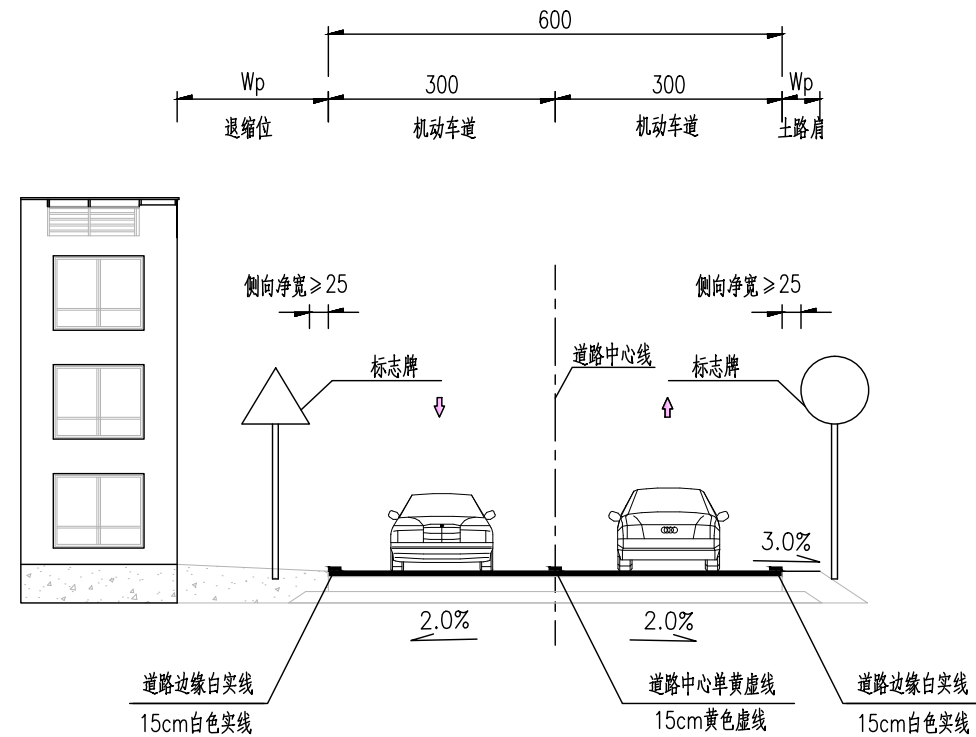 600
Wp
300
300
Wp
退缩位
机动车道
机动车道
土路肩
侧向净宽≥25
侧向净宽≥25
道路中心线
标志牌
标志牌
3.0%
2.0%
2.0%
道路边缘白实线
15cm白色实线
道路中心单黄虚线
15cm黄色虚线
道路边缘白实线
15cm白色实线